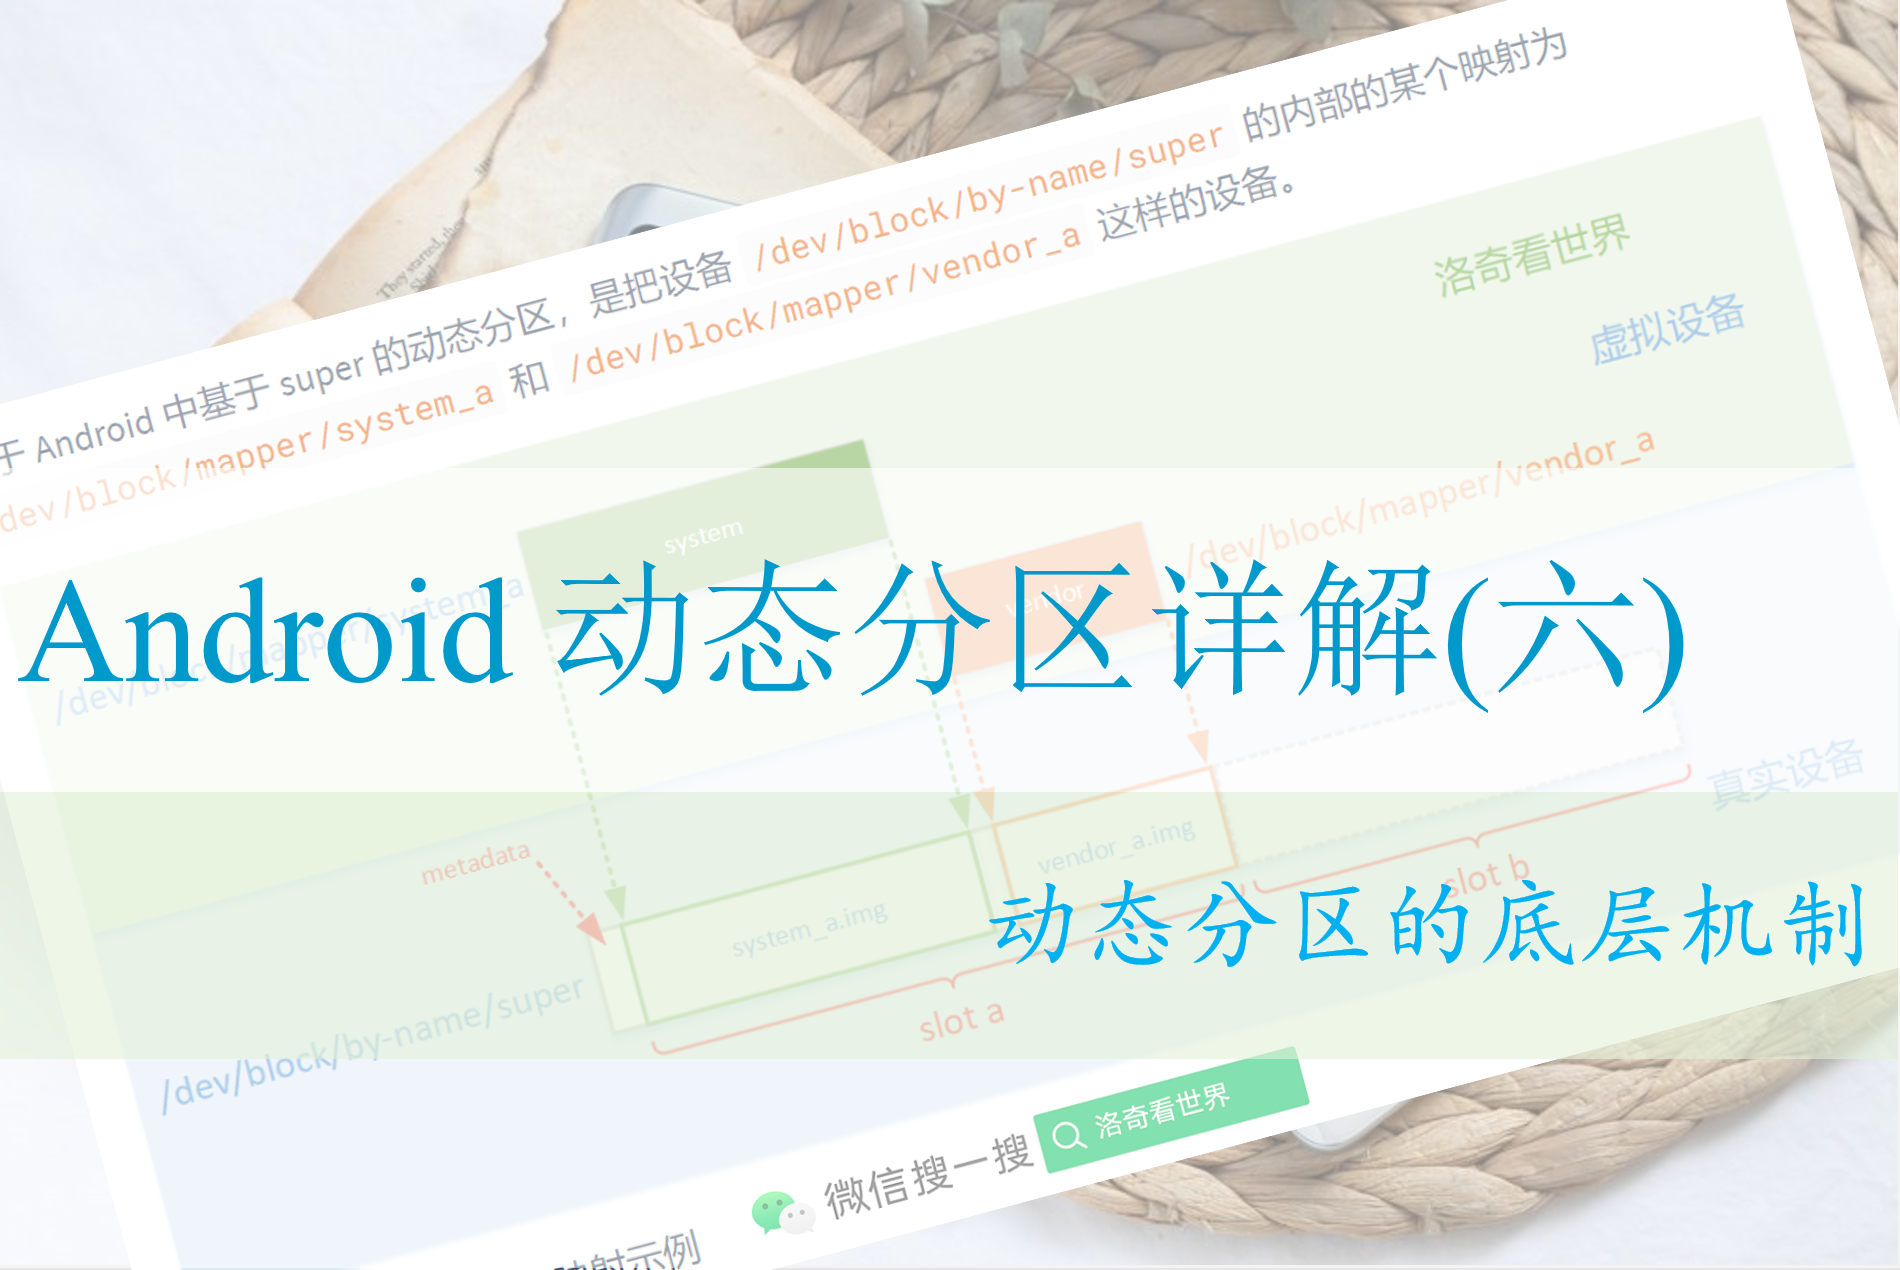 They started, the
于 Android 中基于 super 的动态分区，是把设备 /dev/block/by-name/super 的内部的某个映射为
dev/block/mapper/system_a 和 /dev/block/mapper/vendor_a 这样的设备。
洛奇看世界
虚拟设备
system
/dev/block/mapper/vendor_a
vendor
/dev/block/mapper/system_a
Android 动态分区详解(六)
真实设备
metadata
vendor_a.img
system_a.img
slot b
动态分区的底层机制
/dev/block/by-name/super
slot a
微信搜一搜 洛奇看世界
映射示例